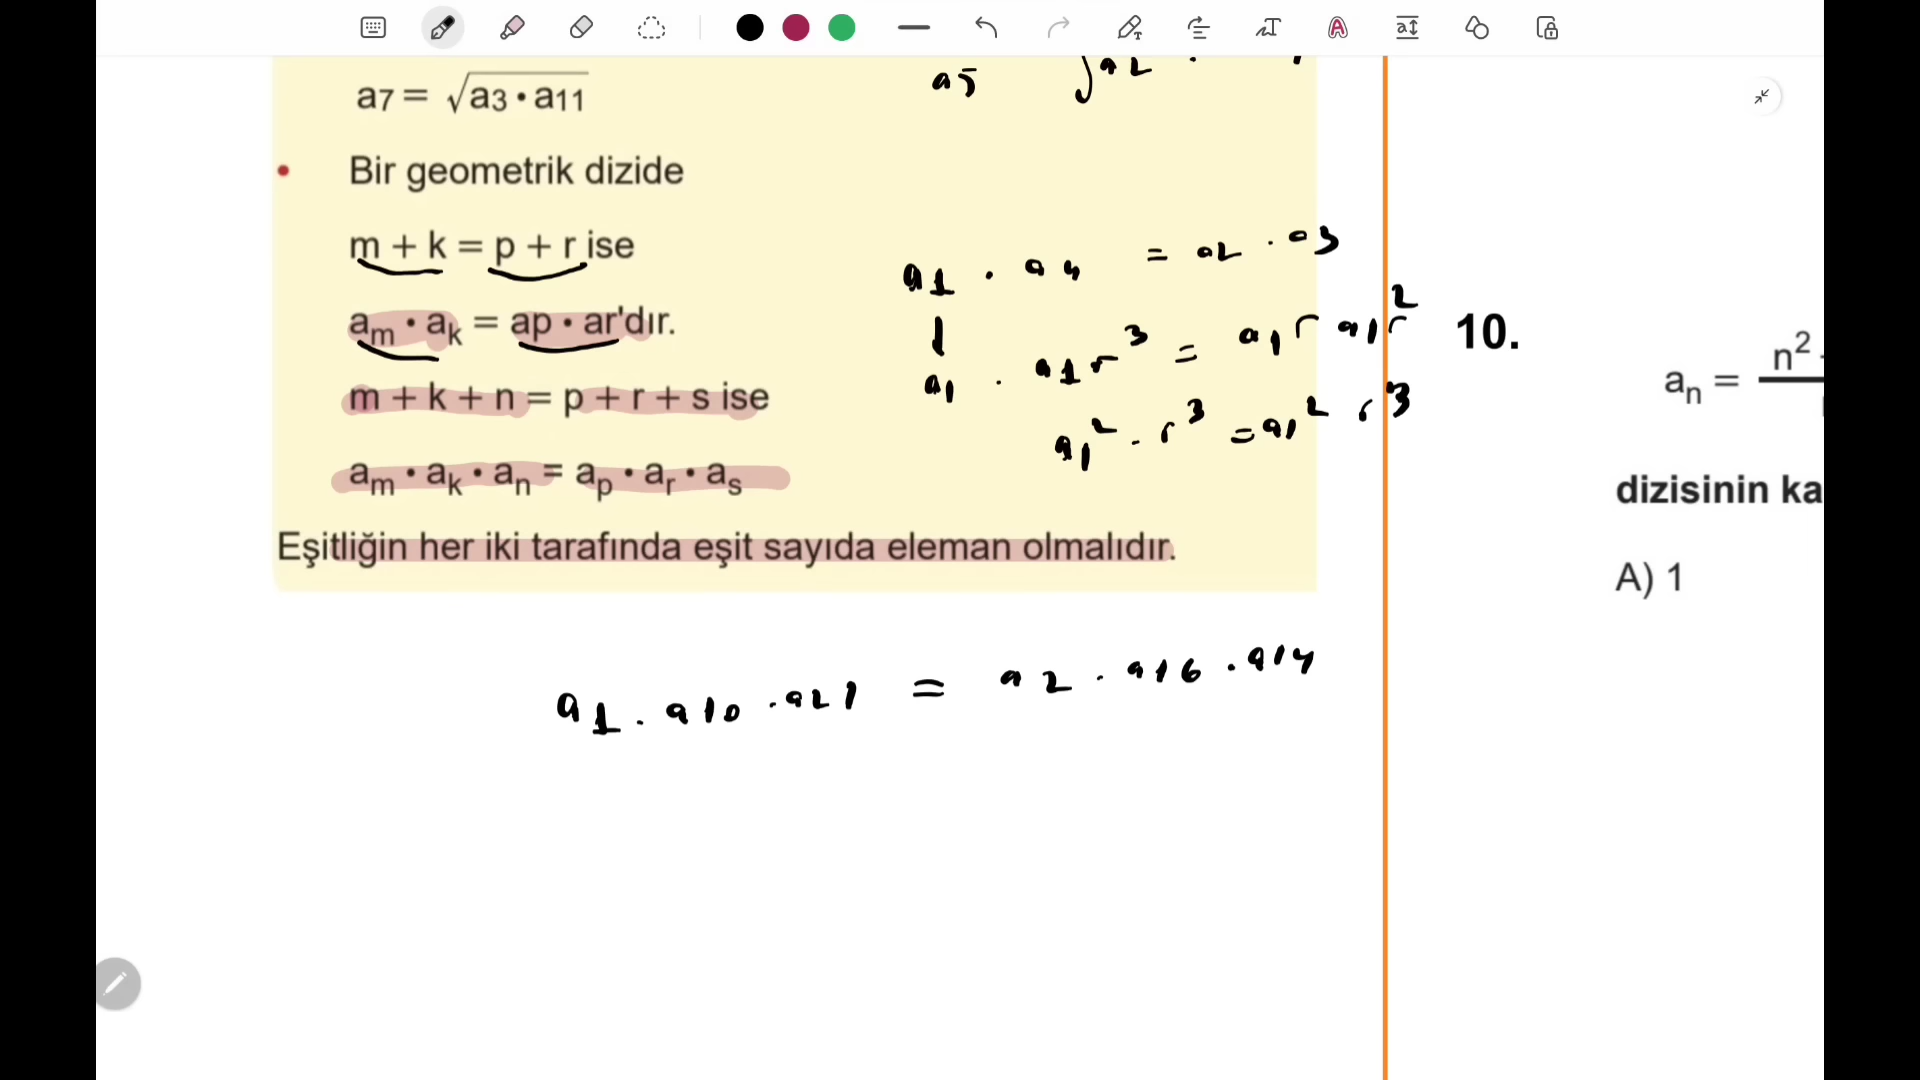 a7 = √a3 • a11
a5 √a2 .
• Bir geometrik dizide
m + k = p + r ise
am • ak = ap • ar'dır.
m + k + n = p + r + s ise
am • ak • an = ap • ar • as
Eşitliğin her iki tarafında eşit sayıda eleman olmalıdır.
a1 . a4 = a2 . a3
a1 . a1r³ = a1r a1r²
a1² . r³ = a1² r³
a1 . a10 . a21 = a2 . a16 . a14
10.
an = n²
dizisinin ka
A) 1